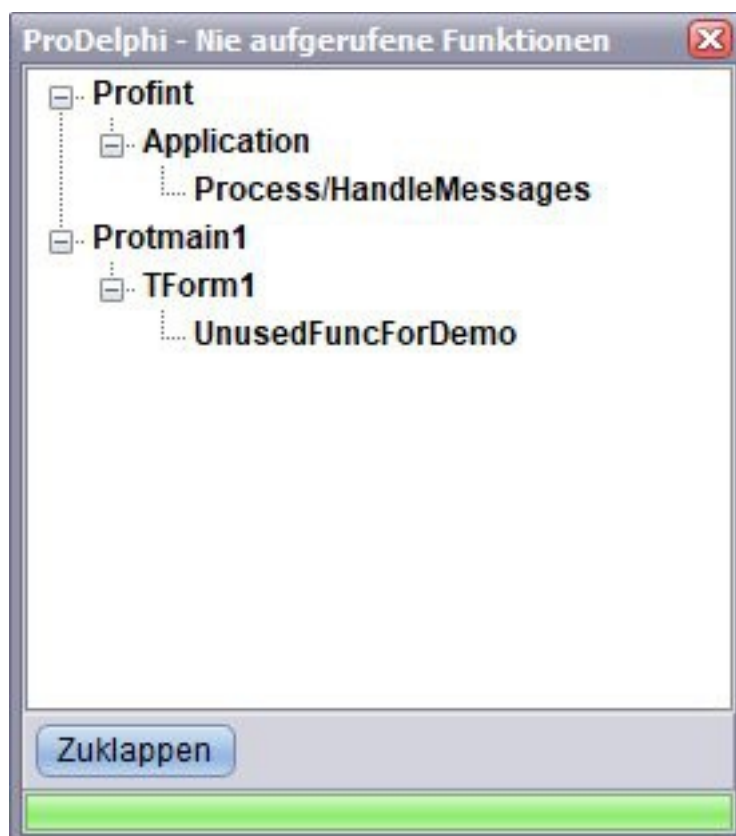 ProDelphi - Nie aufgerufene Funktionen
Profint
Application
Process/HandleMessages
Protmain1
TForm1
UnusedFuncForDemo
Zuklappen